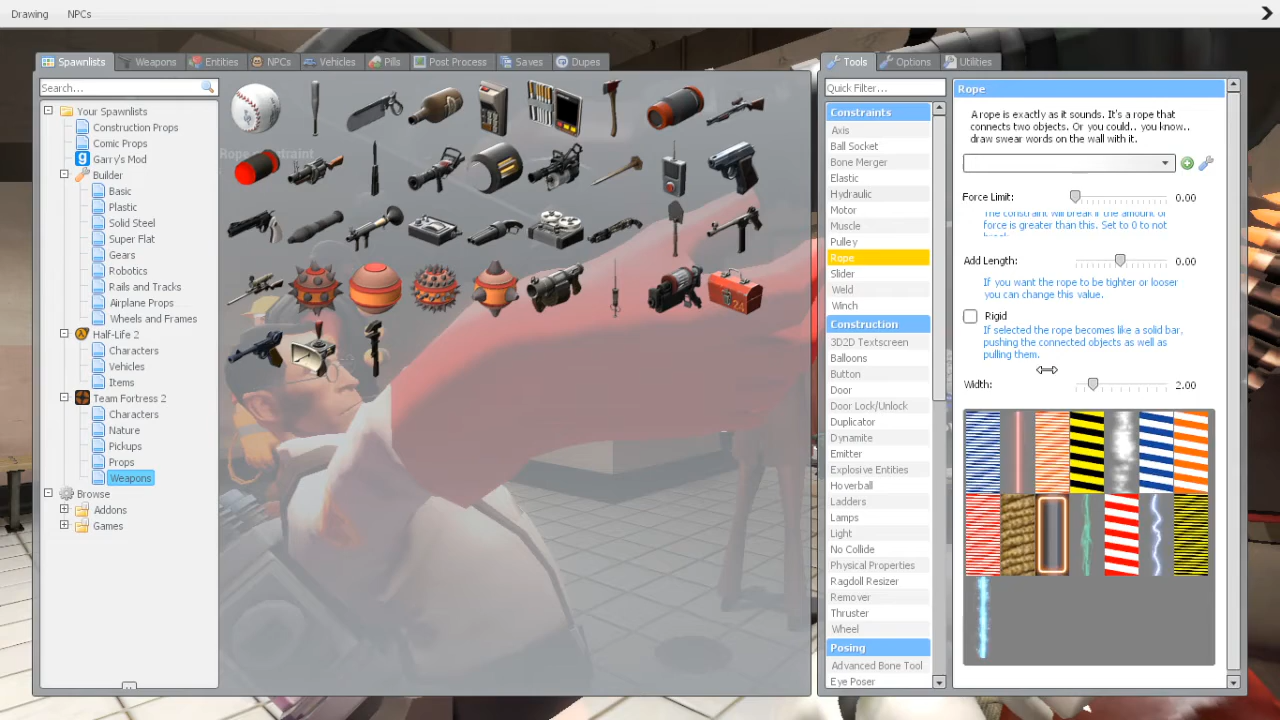 Drawing NPCs
Spawnlists Weapons Entities NPCs Vehicles Pills Post Process Saves Dupes
Search...
Your Spawnlists
Construction Props
Comic Props
Garry's Mod
Builder
Basic
Plastic
Solid Steel
Super Flat
Gears
Robotics
Rails and Tracks
Airplane Props
Wheels and Frames
Half-Life 2
Characters
Vehicles
Items
Team Fortress 2
Characters
Nature
Pickups
Props
Weapons
Browse
Addons
Games
Tools Options Utilities
Quick Filter...
Constraints
Axis
Ball Socket
Bone Merger
Elastic
Hydraulic
Motor
Muscle
Pulley
Rope
Slider
Weld
Winch
Construction
3D2D Textscreen
Balloons
Button
Door
Door Lock/Unlock
Duplicator
Dynamite
Emitter
Explosive Entities
Hoverball
Ladders
Lamps
Light
No Collide
Physical Properties
Ragdoll Resizer
Remover
Thruster
Wheel
Posing
Advanced Bone Tool
Eye Poser
Rope
A rope is exactly as it sounds. It's a rope that
connects two objects. Or you could.. you know..
draw swear words on the wall with it.
Force Limit: 0.00
The constraint will break if the amount of
force is greater than this. Set to 0 to not
break.
Add Length: 0.00
If you want the rope to be tighter or looser
you can change this value.
Rigid
If selected the rope becomes like a solid bar,
pushing the connected objects as well as
pulling them.
Width: 2.00